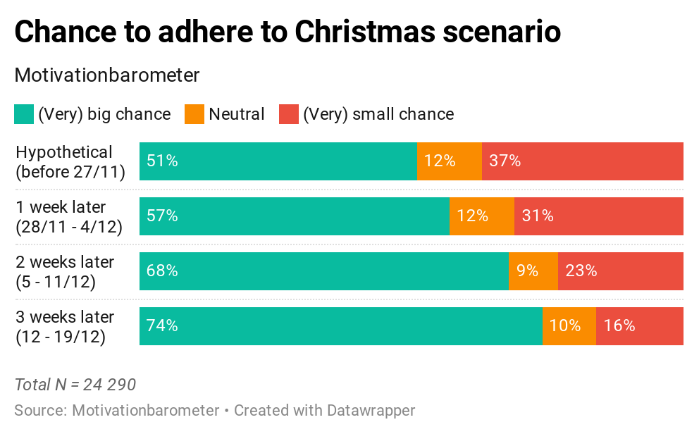 Chance to adhere to Christmas scenario
Motivationbarometer
(Very) big chance Neutral (Very) small chance
Hypothetical
(before 27/11) 51% 12% 37%
1 week later
(28/11 - 4/12) 57% 12% 31%
2 weeks later
(5 - 11/12) 68% 9% 23%
3 weeks later
(12 - 19/12) 74% 10% 16%
Total N = 24 290
Source: Motivationbarometer • Created with Datawrapper